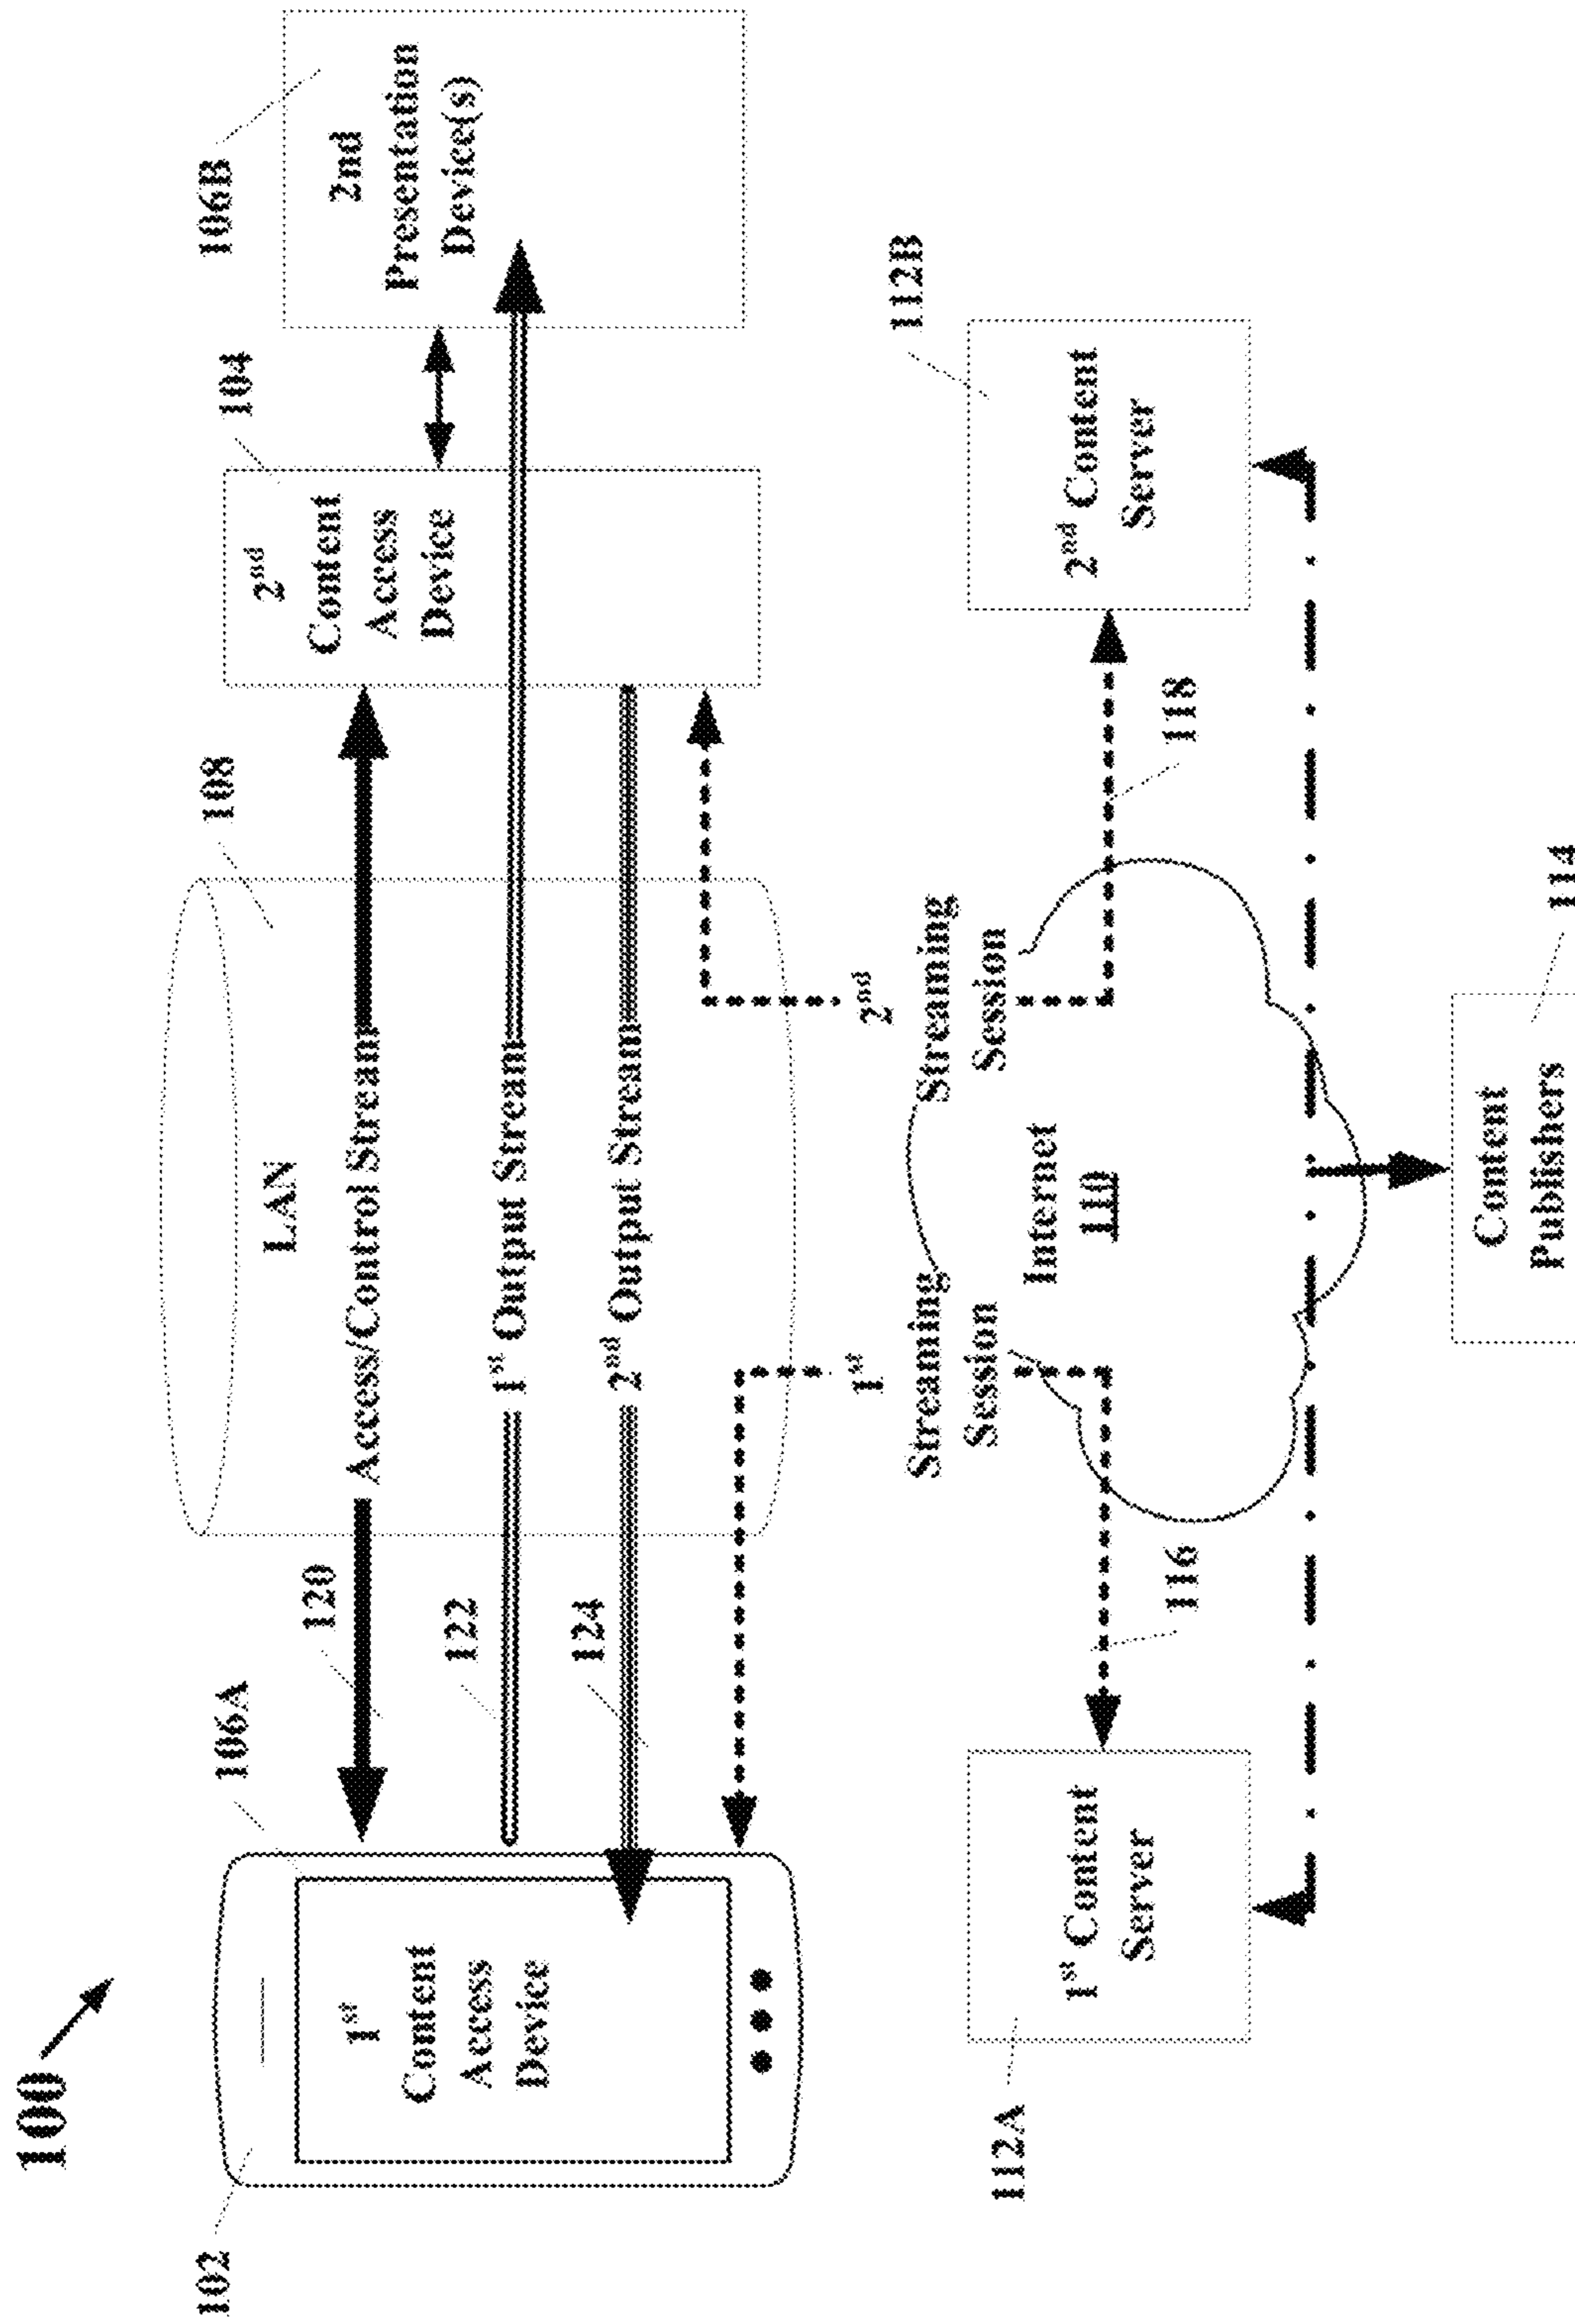 100
102
106A
120
122
124
108
104
106B
1st
Content
Access
Device
LAN
Access/Control Stream
1st Output Stream
2nd Output Stream
2nd
Content
Access
Device
2nd
Presentation
Device(s)
1st
Streaming
Session
2nd
Streaming
Session
Internet
110
112A
1st Content
Server
116
118
112B
2nd Content
Server
Content
Publishers
114